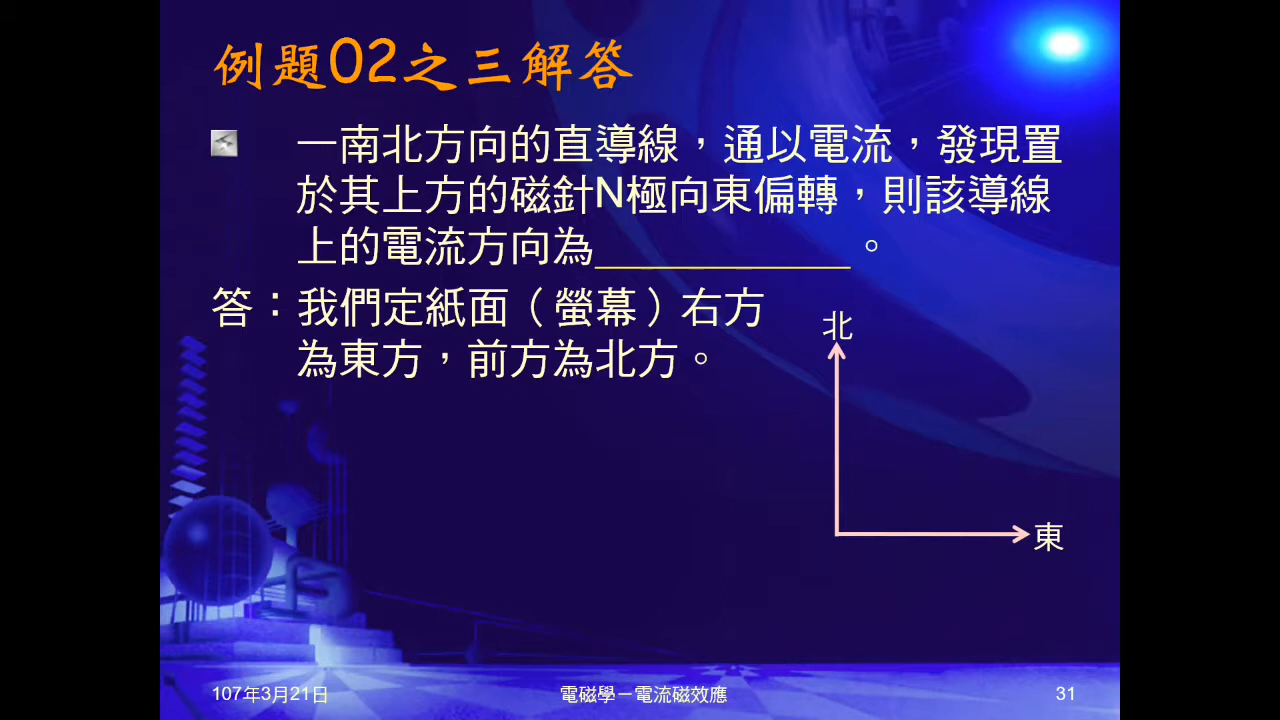 例題02之三解答
一南北方向的直導線，通以電流，發現置
於其上方的磁針N極向東偏轉，則該導線
上的電流方向為____________。
答：我們定紙面（螢幕）右方
為東方，前方為北方。
北
東
107年3月21日
電磁學－電流磁效應
31